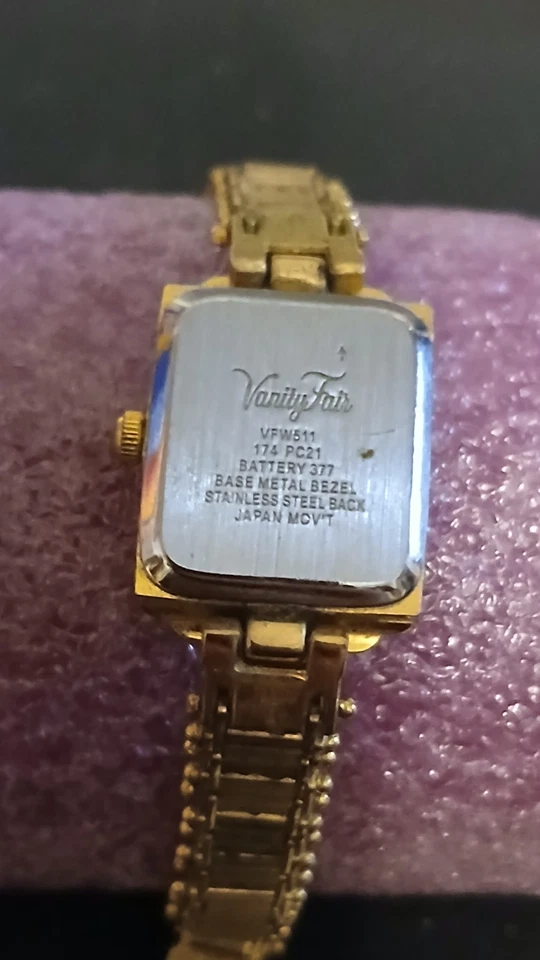 Vanity Fair
VFW511
174 PC21
BATTERY 377
BASE METAL BEZEL
STAINLESS STEEL BACK
JAPAN MOV'T